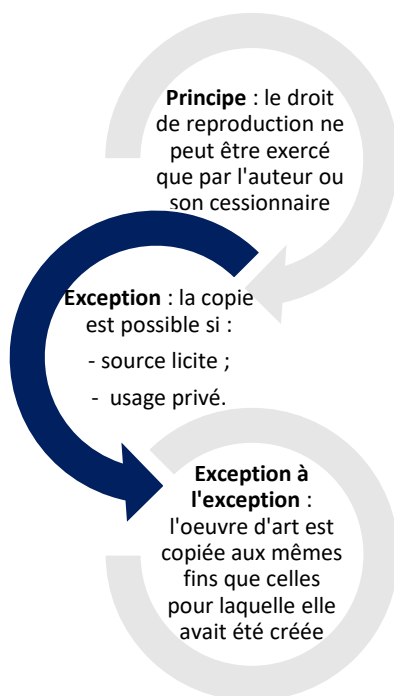 Principe : le droit
de reproduction ne
peut être exercé
que par l'auteur ou
son cessionnaire
Exception : la copie
est possible si :
- source licite ;
- usage privé.
Exception à
l'exception :
l'oeuvre d'art est
copiée aux mêmes
fins que celles
pour laquelle elle
avait été créée